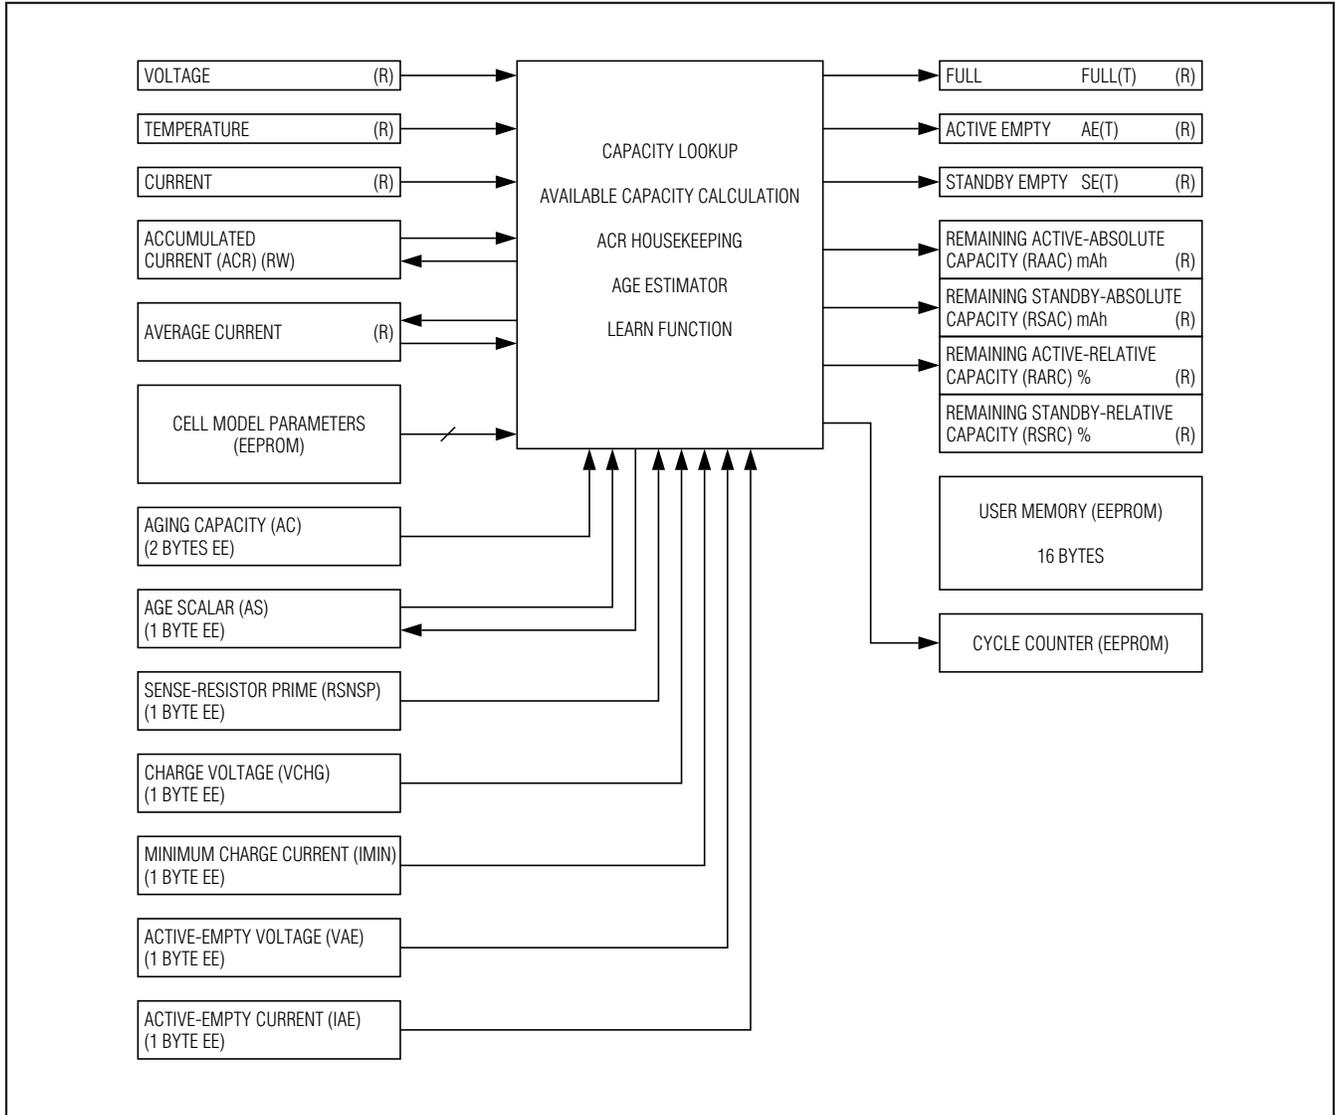 VOLTAGE (R)
TEMPERATURE (R)
CURRENT (R)
ACCUMULATED
CURRENT (ACR) (RW)
AVERAGE CURRENT (R)
CELL MODEL PARAMETERS
(EEPROM)
AGING CAPACITY (AC)
(2 BYTES EE)
AGE SCALAR (AS)
(1 BYTE EE)
SENSE-RESISTOR PRIME (RSNSP)
(1 BYTE EE)
CHARGE VOLTAGE (VCHG)
(1 BYTE EE)
MINIMUM CHARGE CURRENT (IMIN)
(1 BYTE EE)
ACTIVE-EMPTY VOLTAGE (VAE)
(1 BYTE EE)
ACTIVE-EMPTY CURRENT (IAE)
(1 BYTE EE)
CAPACITY LOOKUP
AVAILABLE CAPACITY CALCULATION
ACR HOUSEKEEPING
AGE ESTIMATOR
LEARN FUNCTION
FULL FULL(T) (R)
ACTIVE EMPTY AE(T) (R)
STANDBY EMPTY SE(T) (R)
REMAINING ACTIVE-ABSOLUTE
CAPACITY (RAAC) mAh (R)
REMAINING STANDBY-ABSOLUTE
CAPACITY (RSAC) mAh (R)
REMAINING ACTIVE-RELATIVE
CAPACITY (RARC) % (R)
REMAINING STANDBY-RELATIVE
CAPACITY (RSRC) % (R)
USER MEMORY (EEPROM)
16 BYTES
CYCLE COUNTER (EEPROM)